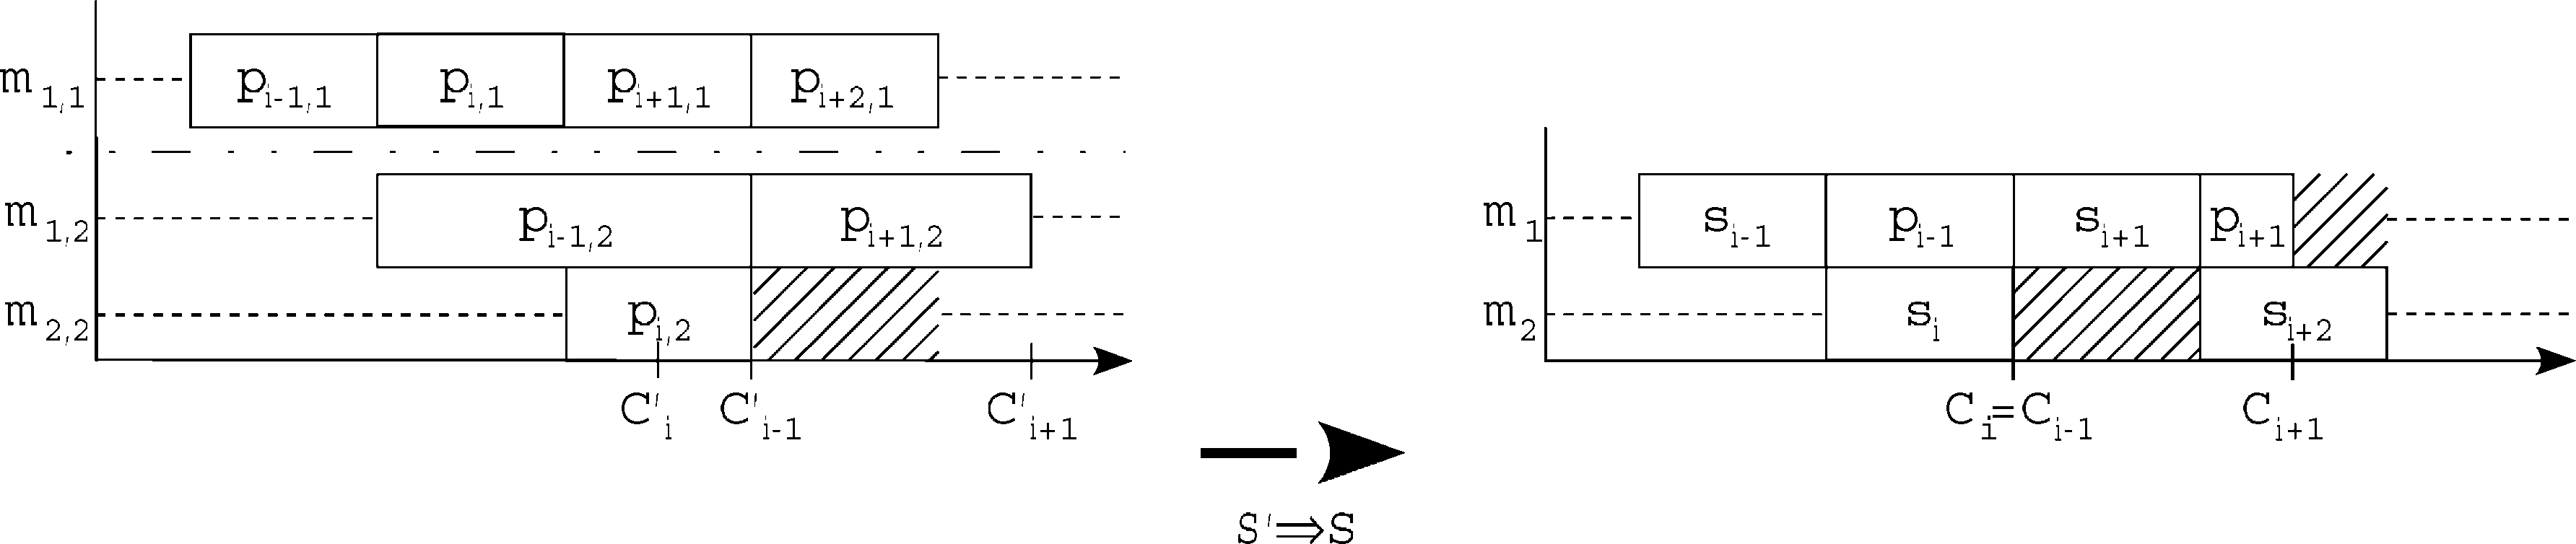 m1,1 pi-1,1 pi,1 pi+1,1 pi+2,1
m1,2 pi-1,2 pi+1,2
m2,2 pi,2
C'i C'i-1 C'i+1
S'⇒S
m1 si-1 pi-1 si+1 pi+1
m2 si si+2
Ci=Ci-1 Ci+1